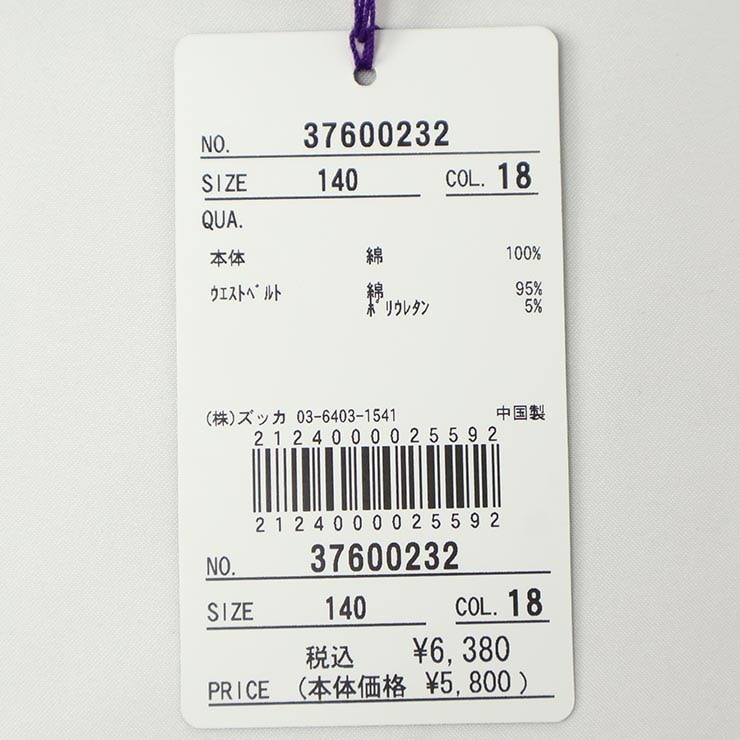 NO. 37600232
SIZE 140 COL. 18
QUA.
本体 綿 100%
ウエストベルト 綿 95%
ポリウレタン 5%
(株)ズッカ 03-6403-1541 中国製
2124000025592
2124000025592
NO. 37600232
SIZE 140 COL. 18
税込 ¥6,380
PRICE (本体価格 ¥5,800)